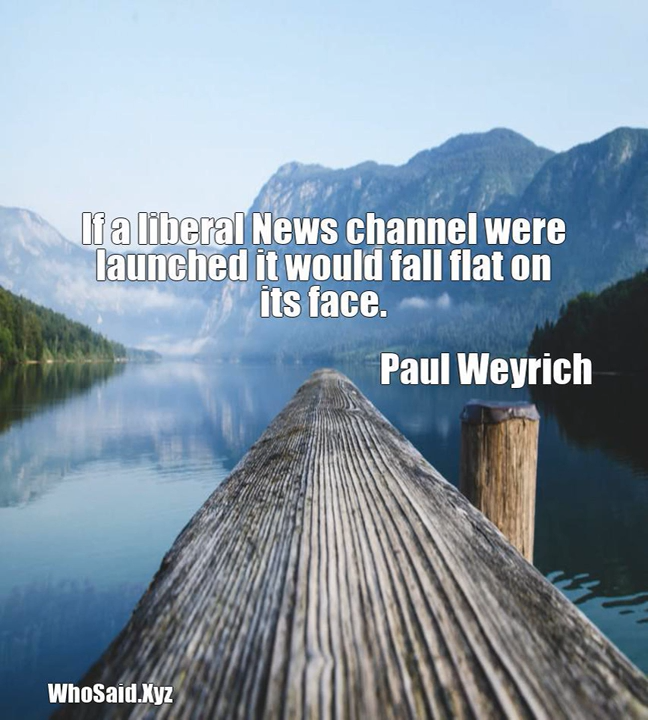 If a liberal News channel were
launched it would fall flat on
its face.
Paul Weyrich
WhoSaid.Xyz